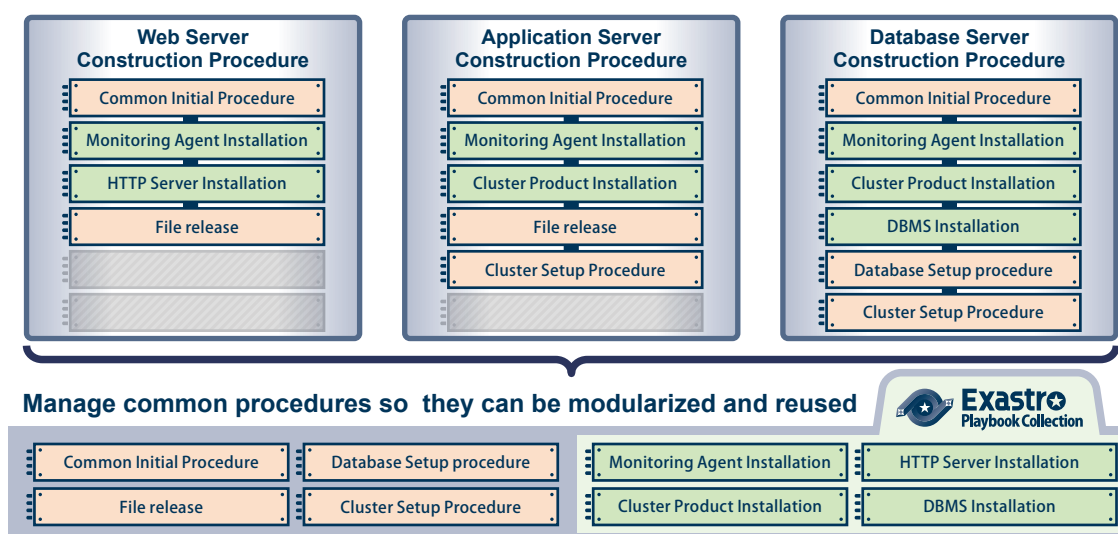 Web Server
Construction Procedure
Common Initial Procedure
Monitoring Agent Installation
HTTP Server Installation
File release
Application Server
Construction Procedure
Common Initial Procedure
Monitoring Agent Installation
Cluster Product Installation
File release
Cluster Setup Procedure
Database Server
Construction Procedure
Common Initial Procedure
Monitoring Agent Installation
Cluster Product Installation
DBMS Installation
Database Setup procedure
Cluster Setup Procedure
Manage common procedures so they can be modularized and reused
Exastro
Playbook Collection
Common Initial Procedure
Database Setup procedure
Monitoring Agent Installation
HTTP Server Installation
File release
Cluster Setup Procedure
Cluster Product Installation
DBMS Installation